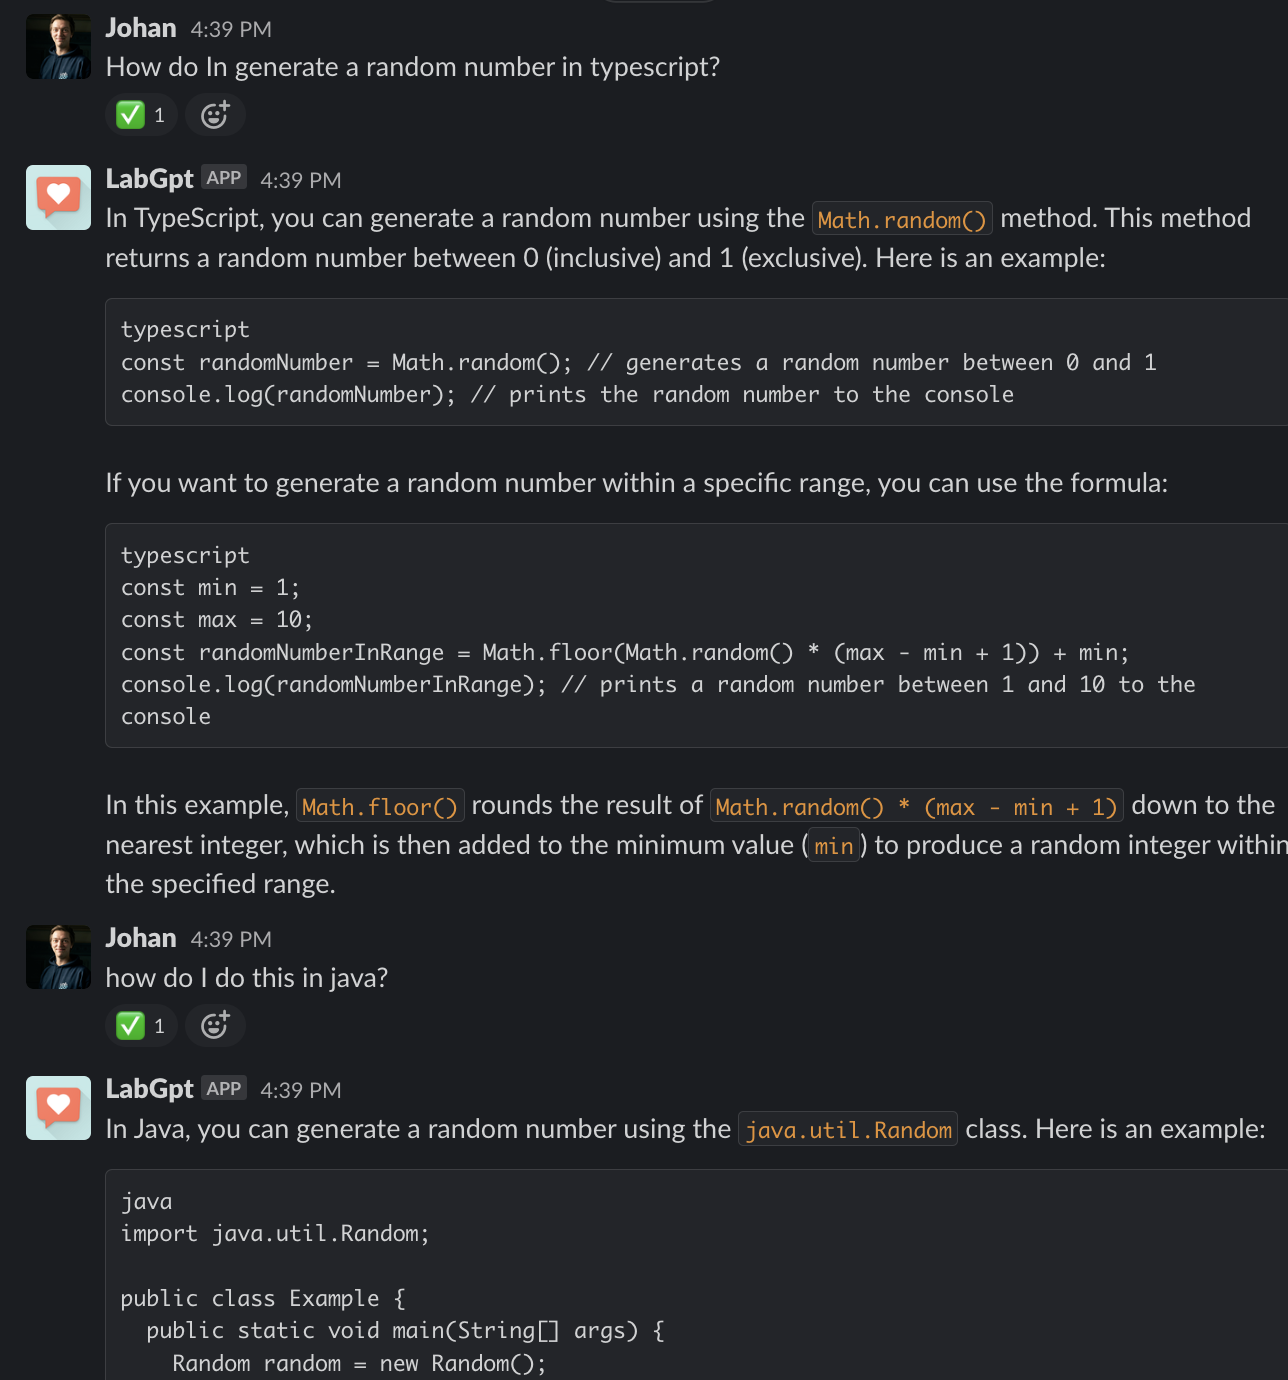 Johan 4:39 PM
How do In generate a random number in typescript?
✅ 1
LabGpt APP 4:39 PM
In TypeScript, you can generate a random number using the Math.random() method. This method
returns a random number between 0 (inclusive) and 1 (exclusive). Here is an example:
typescript
const randomNumber = Math.random(); // generates a random number between 0 and 1
console.log(randomNumber); // prints the random number to the console
If you want to generate a random number within a specific range, you can use the formula:
typescript
const min = 1;
const max = 10;
const randomNumberInRange = Math.floor(Math.random() * (max - min + 1)) + min;
console.log(randomNumberInRange); // prints a random number between 1 and 10 to the
console
In this example, Math.floor() rounds the result of Math.random() * (max - min + 1) down to the
nearest integer, which is then added to the minimum value (min) to produce a random integer within
the specified range.
Johan 4:39 PM
how do I do this in java?
✅ 1
LabGpt APP 4:39 PM
In Java, you can generate a random number using the java.util.Random class. Here is an example:
java
import java.util.Random;
public class Example {
public static void main(String[] args) {
Random random = new Random();